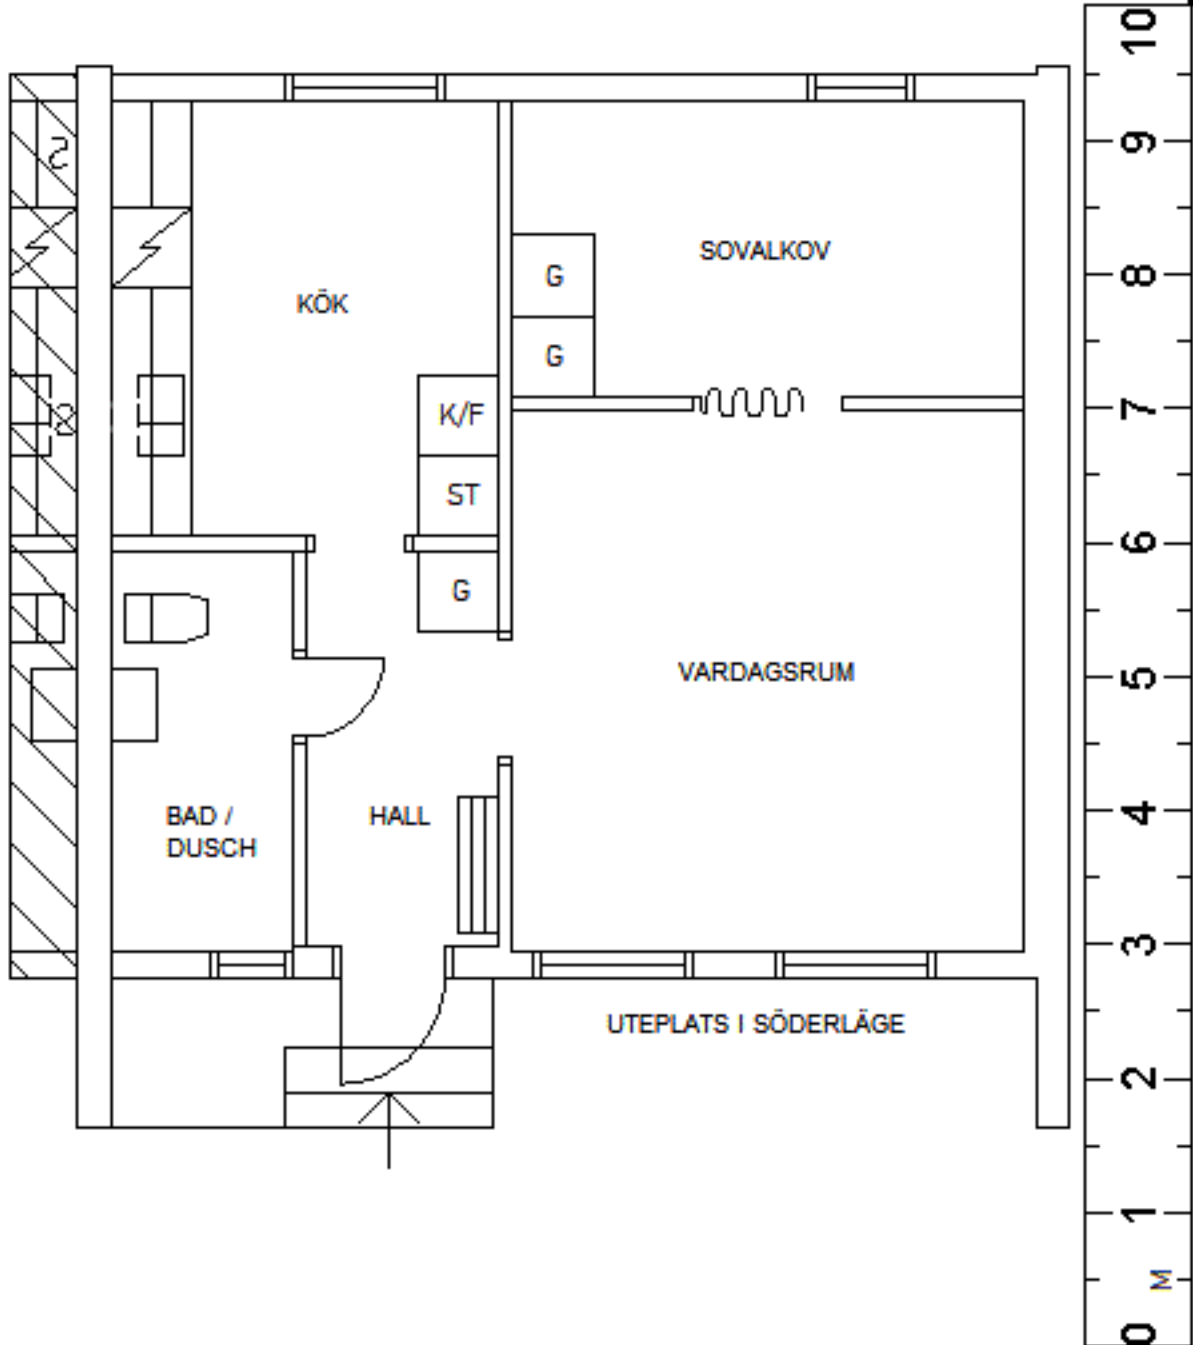 SOVALKOV
G
KÖK
G
K/F
ST
G
VARDAGSRUM
BAD /
DUSCH
HALL
UTEPLATS I SÖDERLÄGE
10
9
8
7
6
5
4
3
2
1
M
0